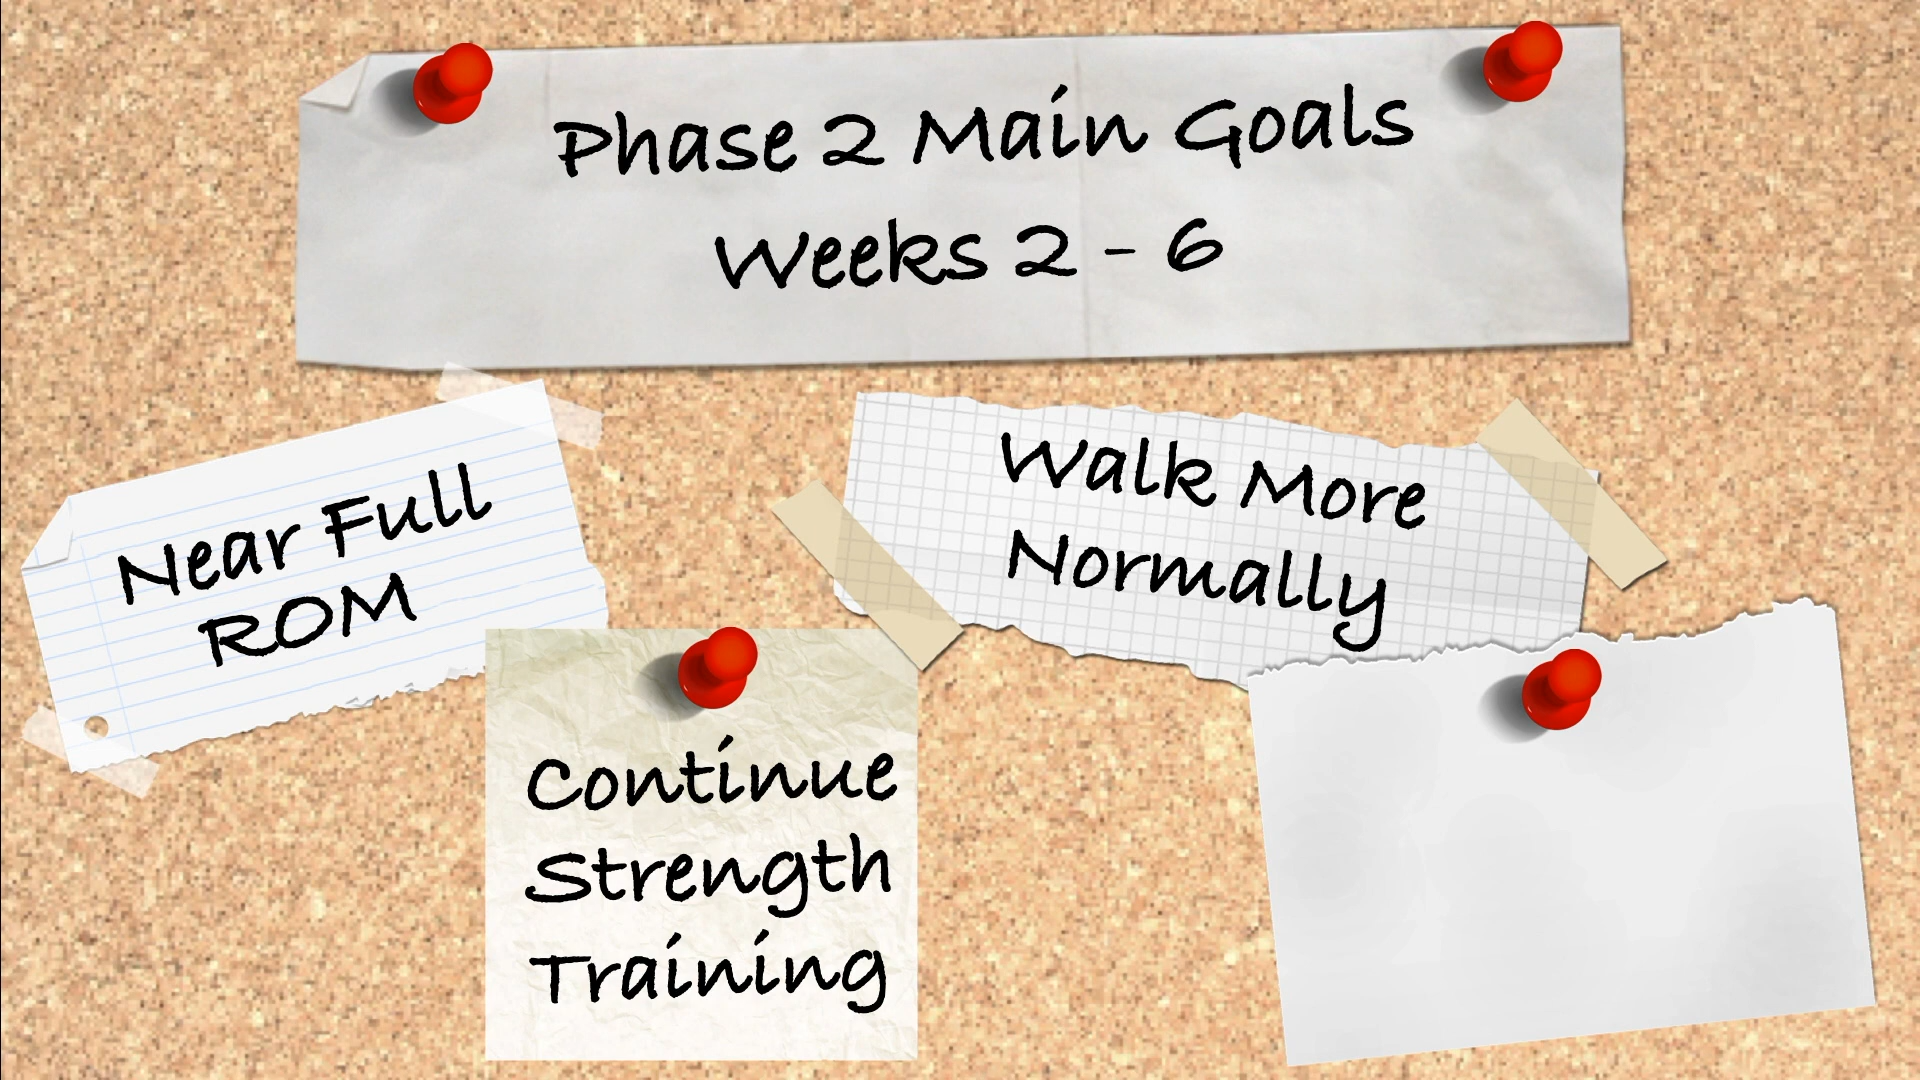 Phase 2 Main Goals
Weeks 2 - 6
Near Full
ROM
Walk More
Normally
Continue
Strength
Training